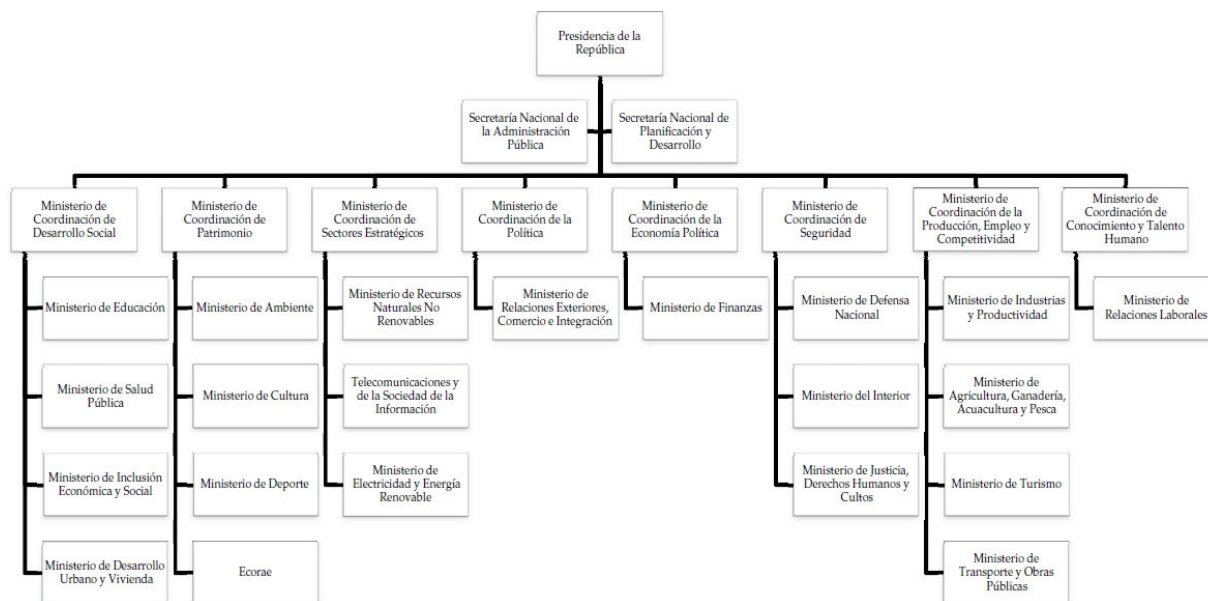 Presidencia de la
República
Secretaría Nacional de
la Administración
Pública
Secretaría Nacional de
Planificación y
Desarrollo
Ministerio de
Coordinación de
Desarrollo Social
Ministerio de
Coordinación de
Patrimonio
Ministerio de
Coordinación de
Sectores Estratégicos
Ministerio de
Coordinación de la
Política
Ministerio de
Coordinación de la
Economía Política
Ministerio de
Coordinación de
Seguridad
Ministerio de
Coordinación de la
Producción, Empleo y
Competitividad
Ministerio de
Coordinación de
Conocimiento y Talento
Humano
Ministerio de Educación
Ministerio de Ambiente
Ministerio de Recursos
Naturales No
Renovables
Ministerio de
Relaciones Exteriores,
Comercio e Integración
Ministerio de Finanzas
Ministerio de Defensa
Nacional
Ministerio de Industrias
y Productividad
Ministerio de
Relaciones Laborales
Ministerio de Salud
Pública
Ministerio de Cultura
Telecomunicaciones y
de la Sociedad de la
Información
Ministerio del Interior
Ministerio de
Agricultura, Ganadería,
Acuacultura y Pesca
Ministerio de Inclusión
Económica y Social
Ministerio de Deporte
Ministerio de
Electricidad y Energía
Renovable
Ministerio de Justicia,
Derechos Humanos y
Cultos
Ministerio de Turismo
Ministerio de Desarrollo
Urbano y Vivienda
Ecorae
Ministerio de
Transporte y Obras
Públicas